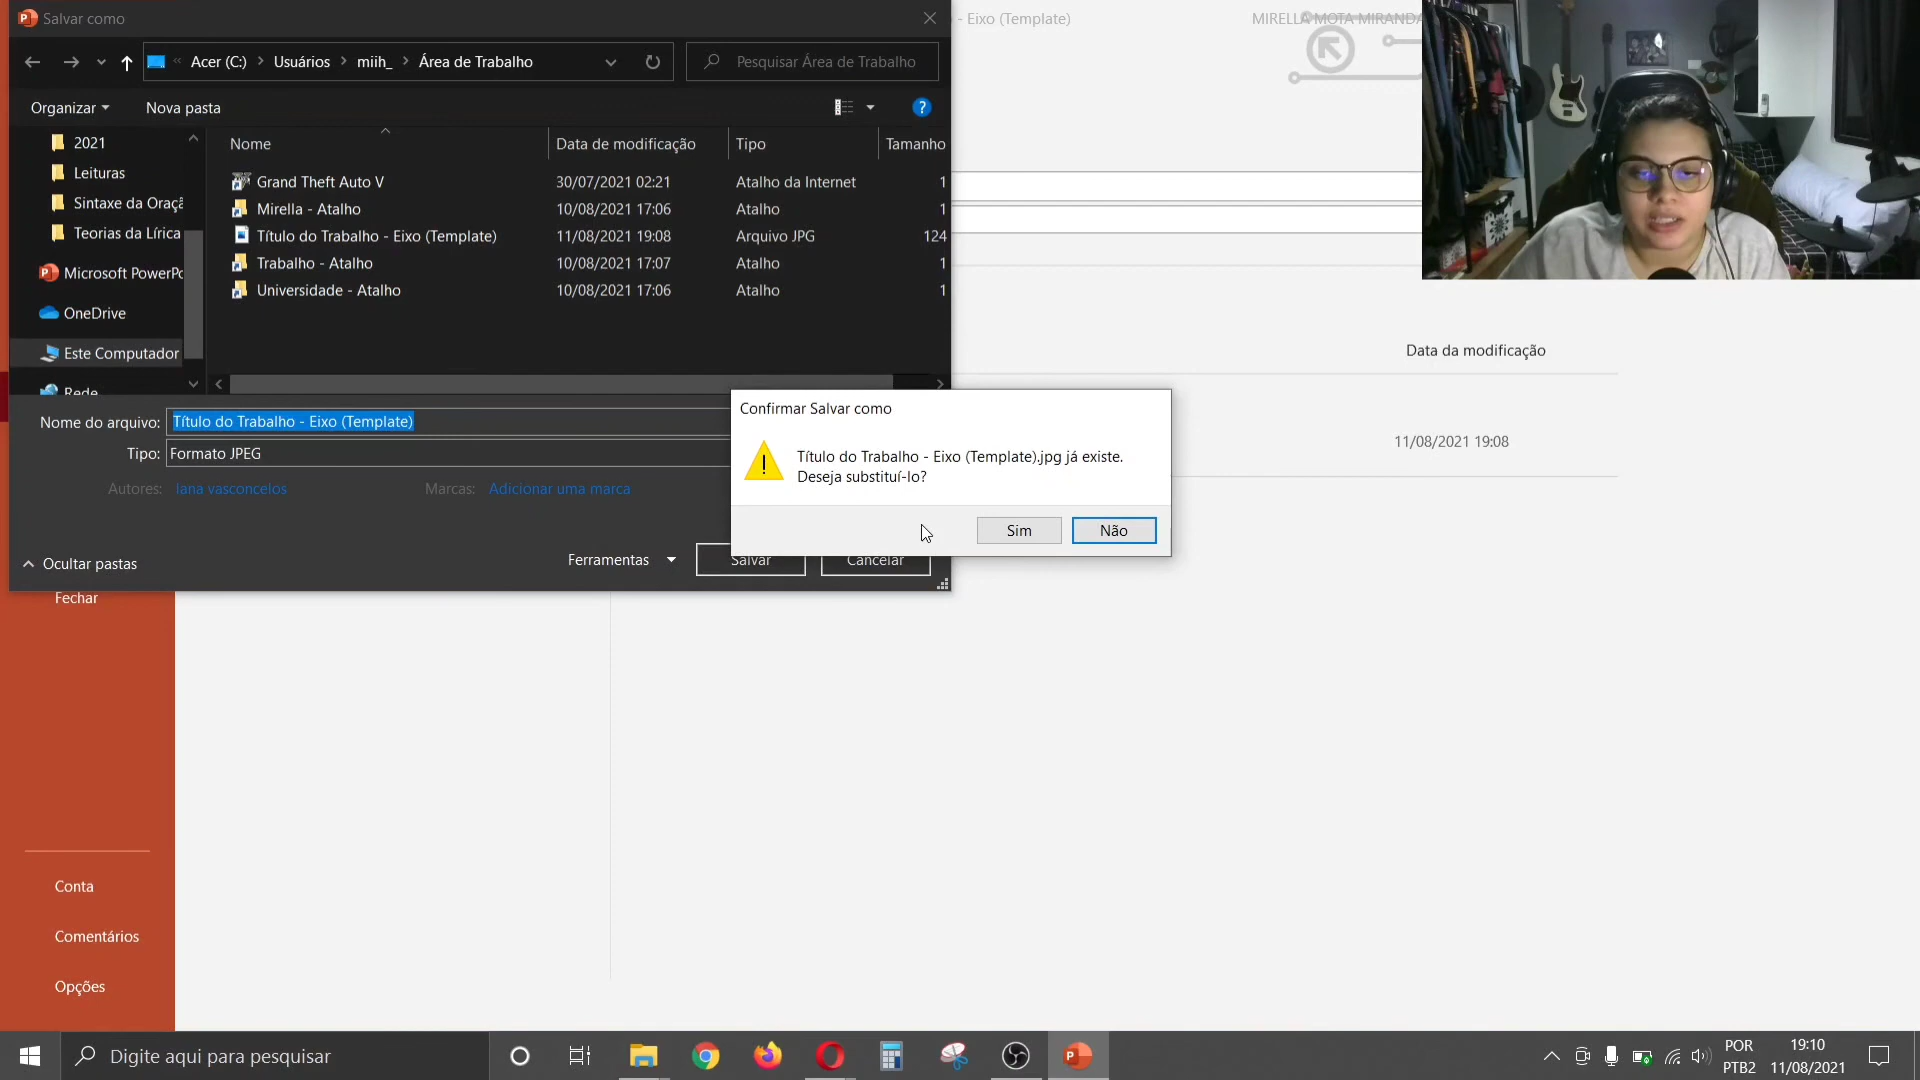 Salvar como
- Eixo (Template)
MIRELLA MOTA MIRANDA
Acer (C:) > Usuários > miih_ > Área de Trabalho
Pesquisar Área de Trabalho
Organizar
Nova pasta
2021
Leituras
Sintaxe da Oraçã
Teorias da Lírica
Microsoft PowerPo
OneDrive
Este Computador
Rede
Nome
Data de modificação
Tipo
Tamanho
Grand Theft Auto V
30/07/2021 02:21
Atalho da Internet
1
Mirella - Atalho
10/08/2021 17:06
Atalho
1
Título do Trabalho - Eixo (Template)
11/08/2021 19:08
Arquivo JPG
124
Trabalho - Atalho
10/08/2021 17:07
Atalho
1
Universidade - Atalho
10/08/2021 17:06
Atalho
1
Data da modificação
11/08/2021 19:08
Nome do arquivo:
Título do Trabalho - Eixo (Template)
Tipo:
Formato JPEG
Autores:
lana vasconcelos
Marcas:
Adicionar uma marca
Confirmar Salvar como
Título do Trabalho - Eixo (Template).jpg já existe.
Deseja substituí-lo?
Sim
Não
Ocultar pastas
Ferramentas
Salvar
Cancelar
Fechar
Conta
Comentários
Opções
Digite aqui para pesquisar
POR
PTB2
19:10
11/08/2021